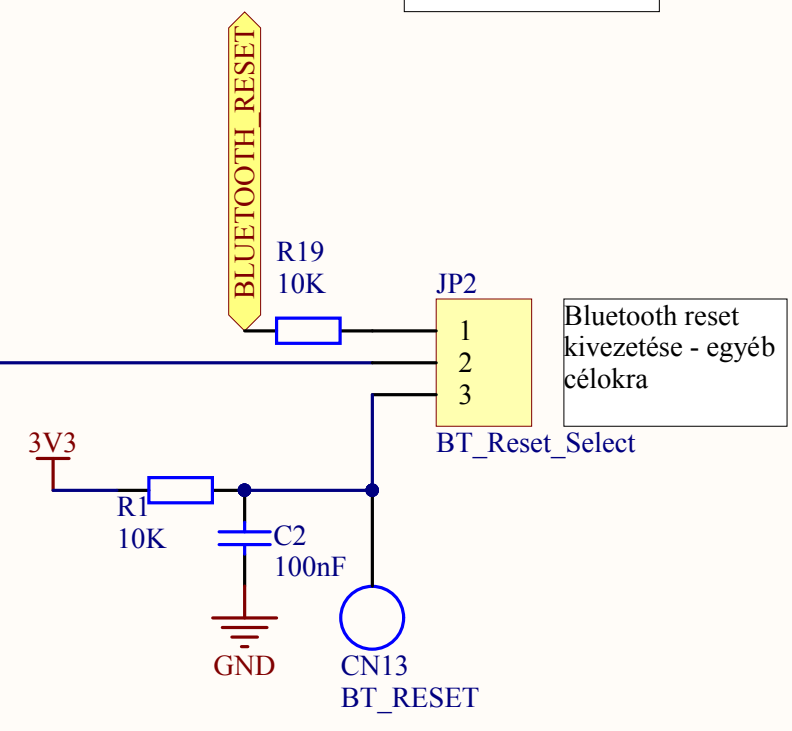 BLUETOOTH_RESET
R19
10K
JP2
1
2
3
BT_Reset_Select
Bluetooth reset
kivezetése - egyéb
célokra
3V3
R1
10K
C2
100nF
GND
CN13
BT_RESET